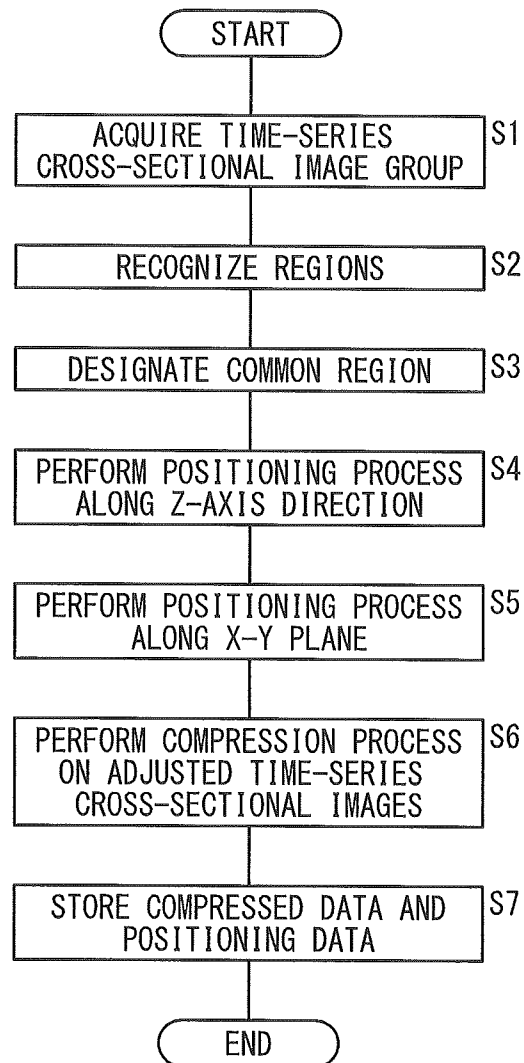 START
ACQUIRE TIME-SERIES
CROSS-SECTIONAL IMAGE GROUP
S1
RECOGNIZE REGIONS
S2
DESIGNATE COMMON REGION
S3
PERFORM POSITIONING PROCESS
ALONG Z-AXIS DIRECTION
S4
PERFORM POSITIONING PROCESS
ALONG X-Y PLANE
S5
PERFORM COMPRESSION PROCESS
ON ADJUSTED TIME-SERIES
CROSS-SECTIONAL IMAGES
S6
STORE COMPRESSED DATA AND
POSITIONING DATA
S7
END